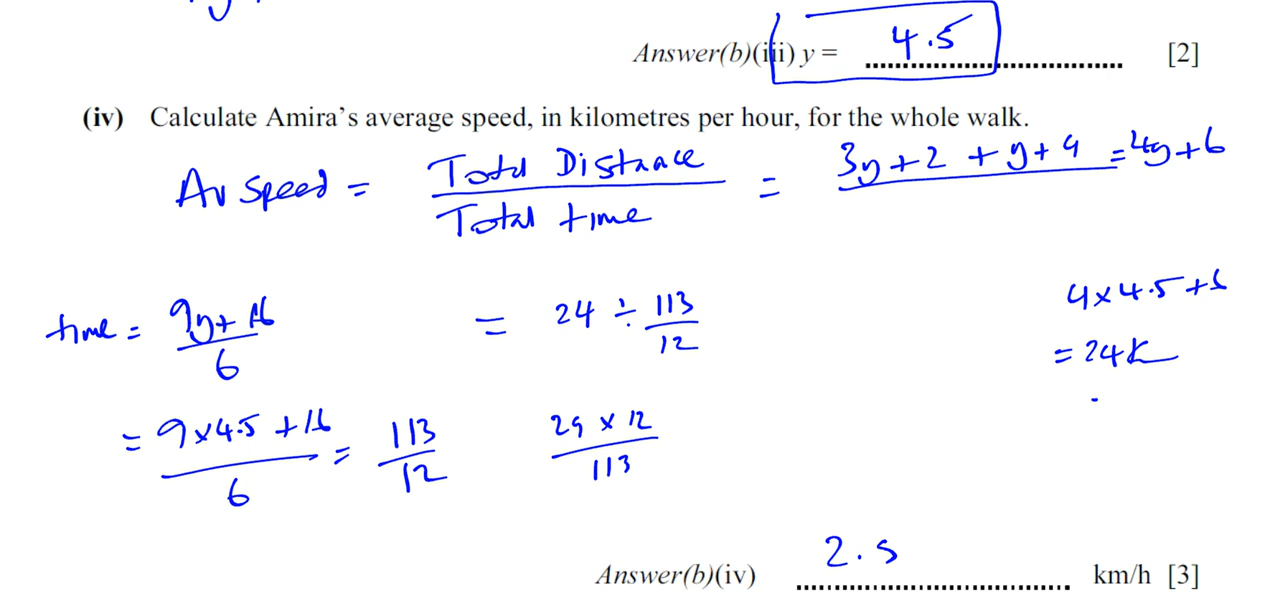 Answer(b)(iii) y = 4.5 [2]
(iv) Calculate Amira's average speed, in kilometres per hour, for the whole walk.
Av Speed = Total Distance / Total time = 3y+2 + y+4 = 4y+6
time = 9y+16 / 6 = 24 ÷ 113/12 4×4.5+6
= 24k
= 9×4.5+16 / 6 = 113/12 24 × 12 / 113
Answer(b)(iv) 2.5 km/h [3]